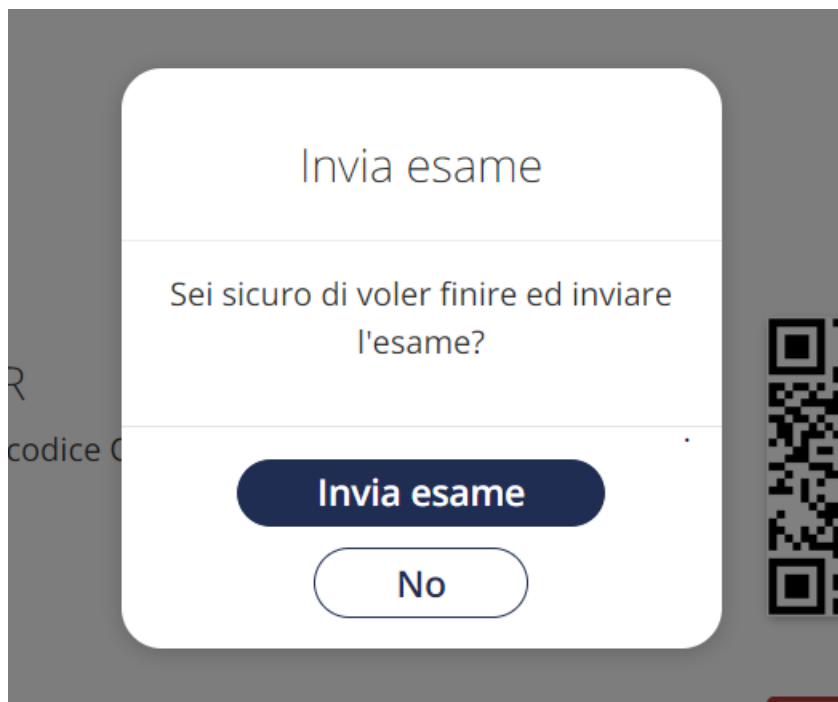 Invia esame
Sei sicuro di voler finire ed inviare
l'esame?
R
codice
Invia esame
No